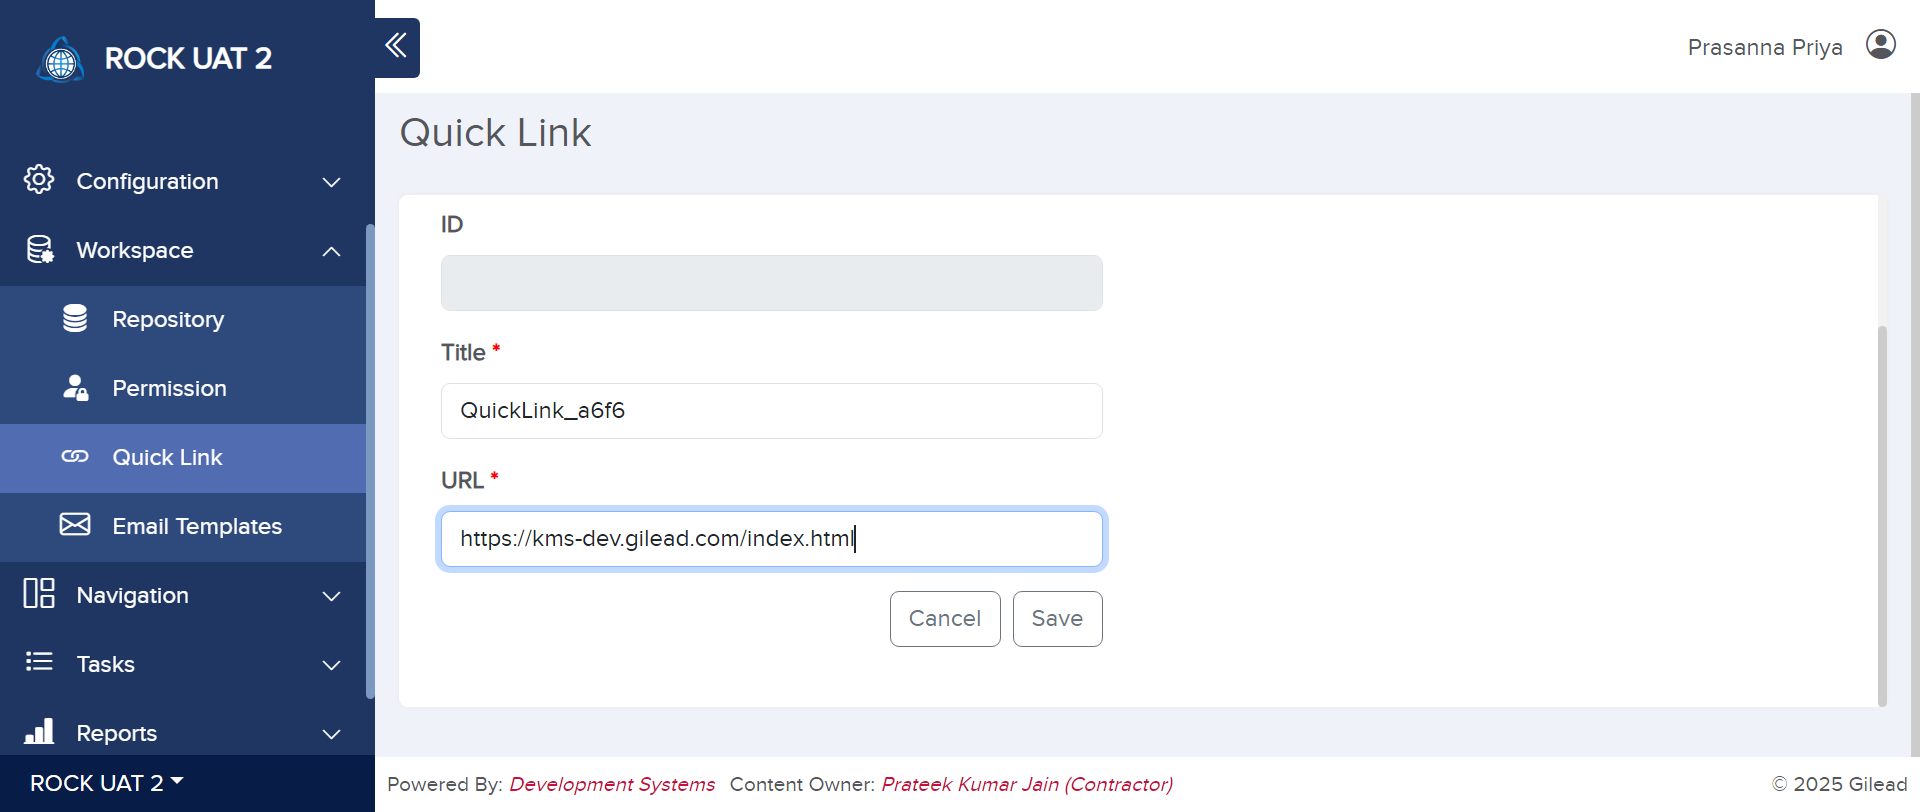 ROCK UAT 2
Prasanna Priya
Configuration
Workspace
Repository
Permission
Quick Link
Email Templates
Navigation
Tasks
Reports
ROCK UAT 2
Quick Link
ID
Title *
QuickLink_a6f6
URL *
https://kms-dev.gilead.com/index.html
Cancel Save
Powered By: Development Systems Content Owner: Prateek Kumar Jain (Contractor) © 2025 Gilead